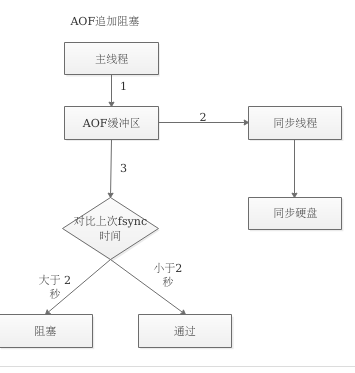 AOF追加阻塞
主线程
1
AOF缓冲区
2
同步线程
3
同步硬盘
对比上次fsync
时间
大于 2
秒
小于2
秒
阻塞
通过